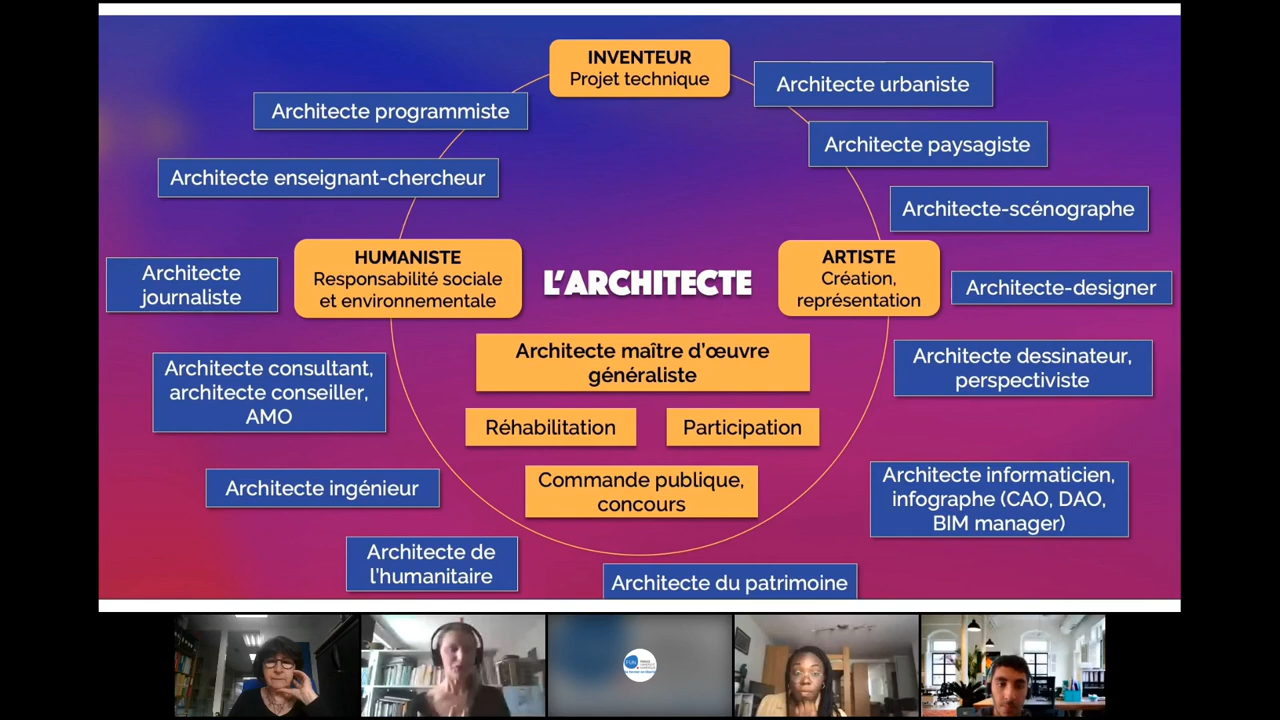 INVENTEUR
Projet technique
Architecte urbaniste
Architecte programmiste
Architecte paysagiste
Architecte enseignant-chercheur
Architecte-scénographe
HUMANISTE
Responsabilité sociale
et environnementale
L'ARCHITECTE
ARTISTE
Création,
représentation
Architecte
journaliste
Architecte-designer
Architecte maître d'œuvre
généraliste
Architecte dessinateur,
perspectiviste
Architecte consultant,
architecte conseiller,
AMO
Réhabilitation
Participation
Architecte ingénieur
Commande publique,
concours
Architecte informaticien,
infographe (CAO, DAO,
BIM manager)
Architecte de
l'humanitaire
Architecte du patrimoine
FUN